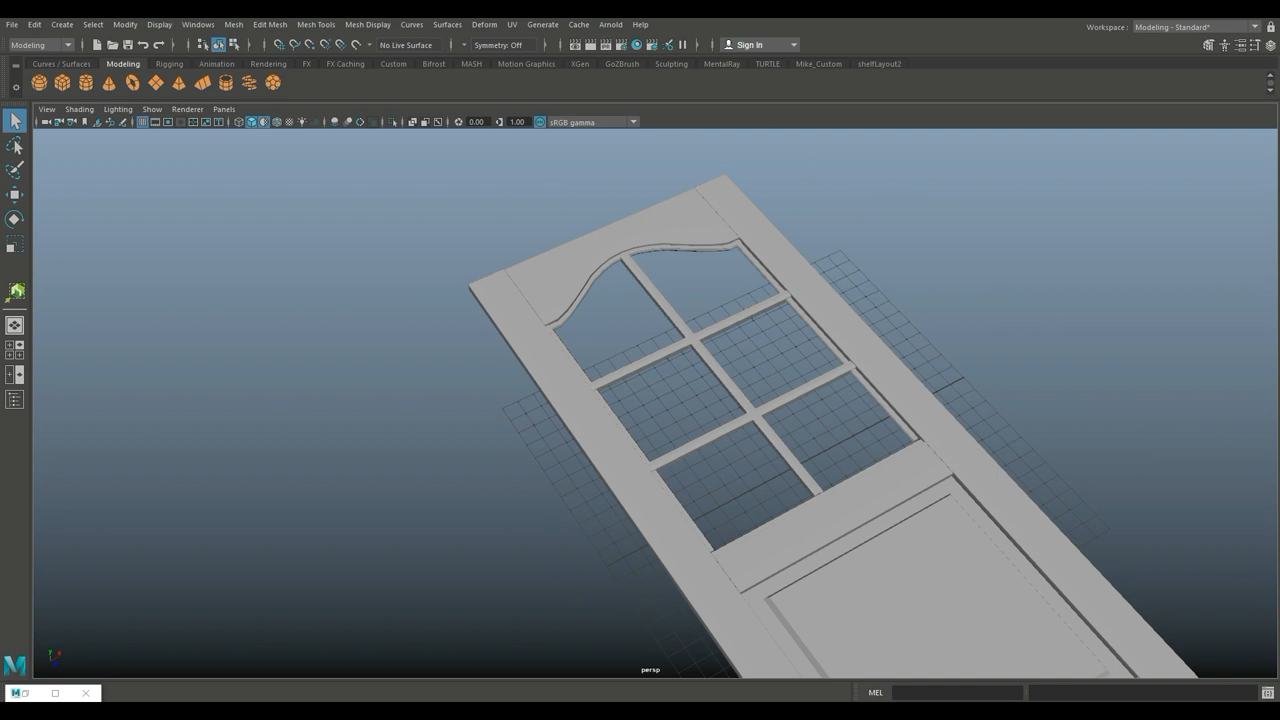 File Edit Create Select Modify Display Windows Mesh Edit Mesh Mesh Tools Mesh Display Curves Surfaces Deform UV Generate Cache Arnold Help
Workspace : Modeling - Standard*
Modeling No Live Surface Symmetry: Off Sign In
Curves / Surfaces Modeling Rigging Animation Rendering FX FX Caching Custom Bifrost MASH Motion Graphics XGen GoZBrush Sculpting MentalRay TURTLE Mike_Custom shelfLayout2
View Shading Lighting Show Renderer Panels
0.00 1.00 sRGB gamma
persp
MEL